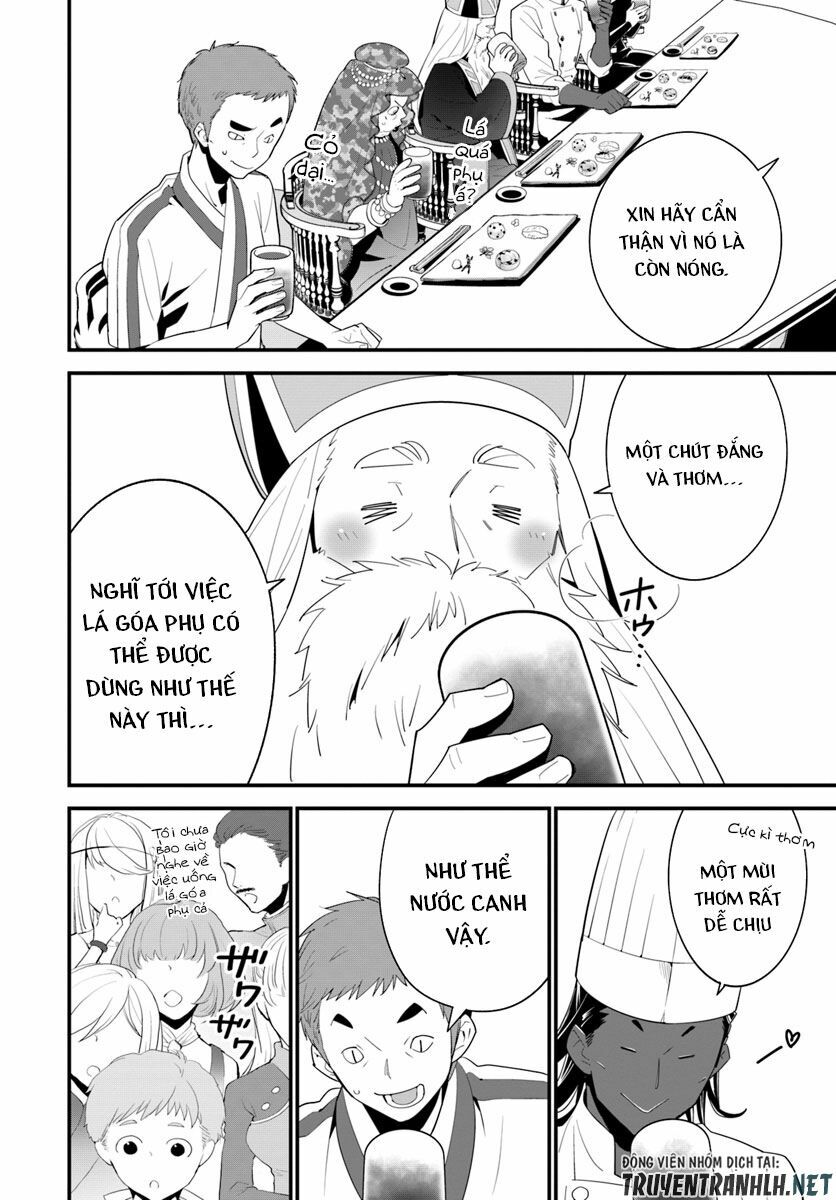 XIN HÃY CẨN
THẬN VÌ NÓ LÀ
CÒN NÓNG.
Lá
Quá
Phụ
á?
Cỏ
dại...
MỘT CHÚT ĐẮNG
VÀ THƠM...
ホゥ…
NGHĨ TỚI VIỆC
LÁ GÓA PHỤ CÓ
THỂ ĐƯỢC
DÙNG NHƯ THẾ
NÀY THÌ...
Tôi chưa
bao giờ
nghe về
việc uống
lá góa
phụ cả
ザワ
ザワ
NHƯ THỂ
NƯỚC CANH
VẬY.
Cực kì thơm
MỘT MÙI
THƠM RẤT
DỄ CHỊU
ĐỘNG VIÊN NHÓM DỊCH TẠI:
TRUYENTRANHLH.NET